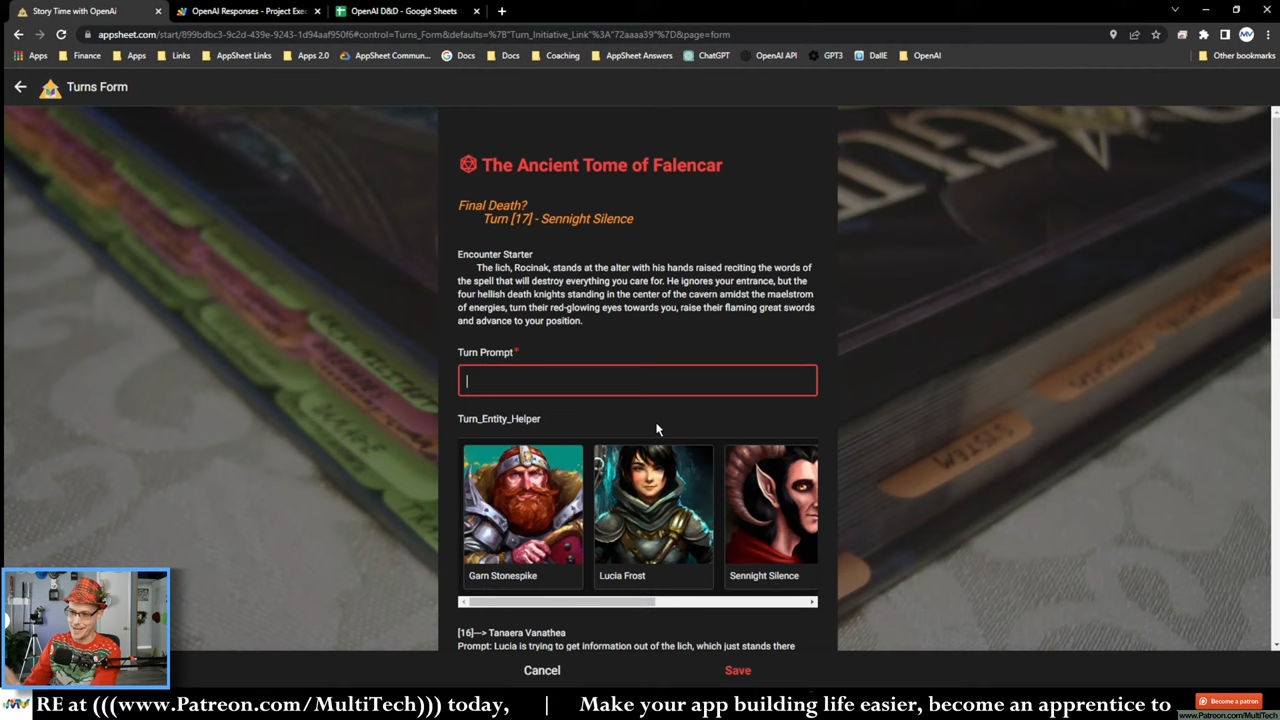 Story Time with OpenAi
OpenAI Responses - Project Exec
OpenAI D&D - Google Sheets
appsheet.com/start/899bdbc3-9c2d-439e-9243-1d94aaf950f6#control=Turns_Form&defaults=%7B"Turn_Initiative_Link"%3A"72aaaa39"%7D&page=form
Apps
Finance
Apps
Links
AppSheet Links
Apps 2.0
AppSheet Commun...
Docs
Docs
Coaching
AppSheet Answers
ChatGPT
OpenAI API
GPT3
DallE
OpenAI
Other bookmarks
Turns Form
The Ancient Tome of Falencar
Final Death?
Turn [17] - Sennight Silence
Encounter Starter
The lich, Rocinak, stands at the alter with his hands raised reciting the words of
the spell that will destroy everything you care for. He ignores your entrance, but the
four hellish death knights standing in the center of the cavern amidst the maelstrom
of energies, turn their red-glowing eyes towards you, raise their flaming great swords
and advance to your position.
Turn Prompt*
Turn_Entity_Helper
Garn Stonespike
Lucia Frost
Sennight Silence
[16]---> Tanaera Vanathea
Prompt: Lucia is trying to get information out of the lich, which just stands there
Cancel
Save
RE at (((www.Patreon.com/MultiTech))) today, | Make your app building life easier, become an apprentice to
Become a patron
www.Patreon.com/MultiTech